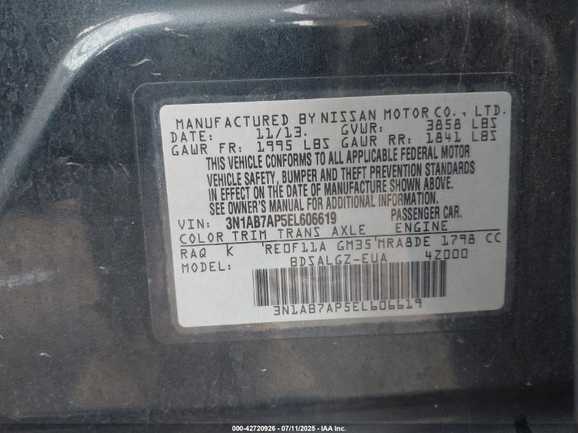 MANUFACTURED BY NISSAN MOTOR CO., LTD.
DATE: 11/13. GVWR: 3858 LBS
GAWR FR: 1995 LBS GAWR RR: 1841 LBS
THIS VEHICLE CONFORMS TO ALL APPLICABLE FEDERAL MOTOR
VEHICLE SAFETY, BUMPER AND THEFT PREVENTION STANDARDS
IN EFFECT ON THE DATE OF MANUFACTURE SHOWN ABOVE.
SEE OWNER'S MANUAL FOR ADDITIONAL INFORMATION.
VIN: 3N1AB7AP5EL606619 PASSENGER CAR.
COLOR TRIM TRANS AXLE ENGINE
RAQ K RE0F11A GM35 MRA8DE 1798 CC
MODEL: BDSALGZ-EUA 4Z000
3N1AB7AP5EL606619
000-42720926 - 07/11/2025 - IAA Inc.